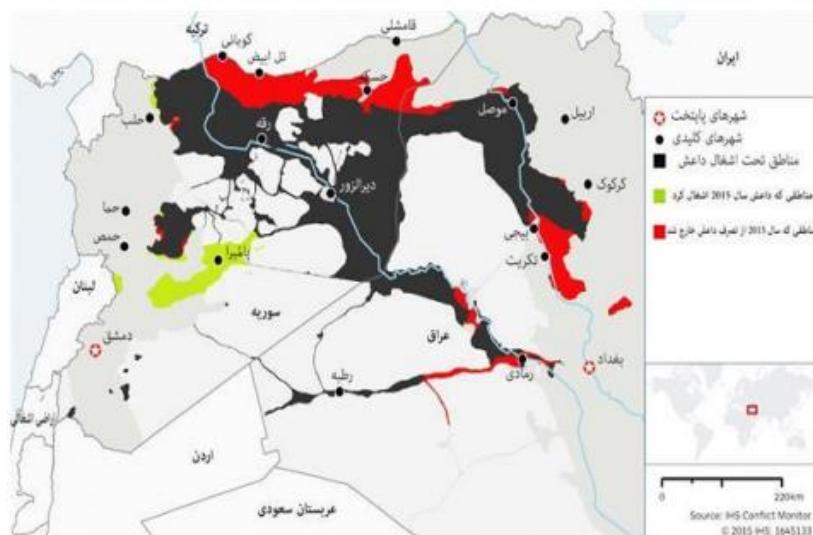 ترکیه
قامشلی
کوبانی
تل ابیض
حسکه
ایران
موصل
اربیل
حلب
رقه
دیرالزور
کرکوک
حما
حمص
پالمیرا
بیجی
تکریت
لبنان
سوریه
عراق
دمشق
بغداد
رمادی
رطبه
راضی اشغالی
اردن
عربستان سعودی
شهرهای پایتخت
شهرهای کلیدی
مناطق تحت اشغال داعش
مناطقی که داعش سال 2015 اشغال کرد
مناطقی که سال 2015 از تصرف داعش خارج شد
0 220km
Source: IHS Conflict Monitor
© 2015 IHS: 1645133